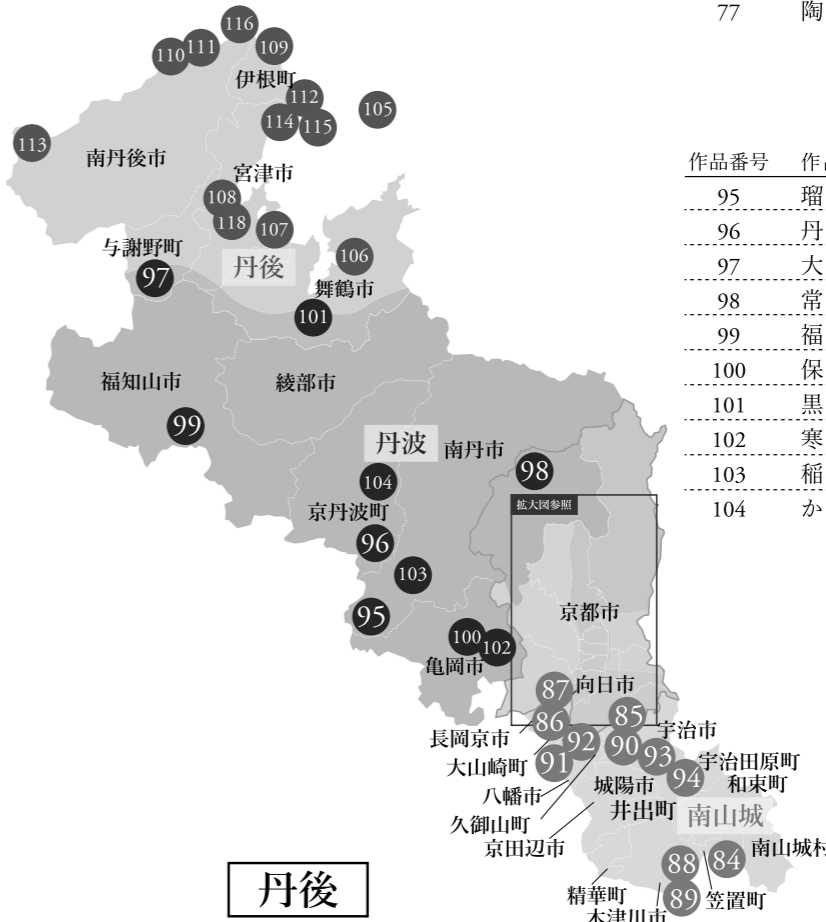 77 陶
116
110
111
109
伊根町
112
105
114
115
113
南丹後市
宮津市
108
118
107
与謝野町
丹後
106
97
舞鶴市
101
福知山市
綾部市
99
丹波
南丹市
98
104
京丹波町
拡大図参照
96
103
京都市
95
100
102
亀岡市
87
向日市
86
85
長岡京市
92
90
宇治市
93
大山崎町
91
94
宇治田原町
和束町
八幡市
城陽市
井出町
久御山町
南山城
京田辺市
88
84
南山城村
精華町
89
笠置町
木津川市
丹後
作品番号 作
95 瑠
96 丹
97 大
98 常
99 福
100 保
101 黒
102 寒
103 稲
104 か